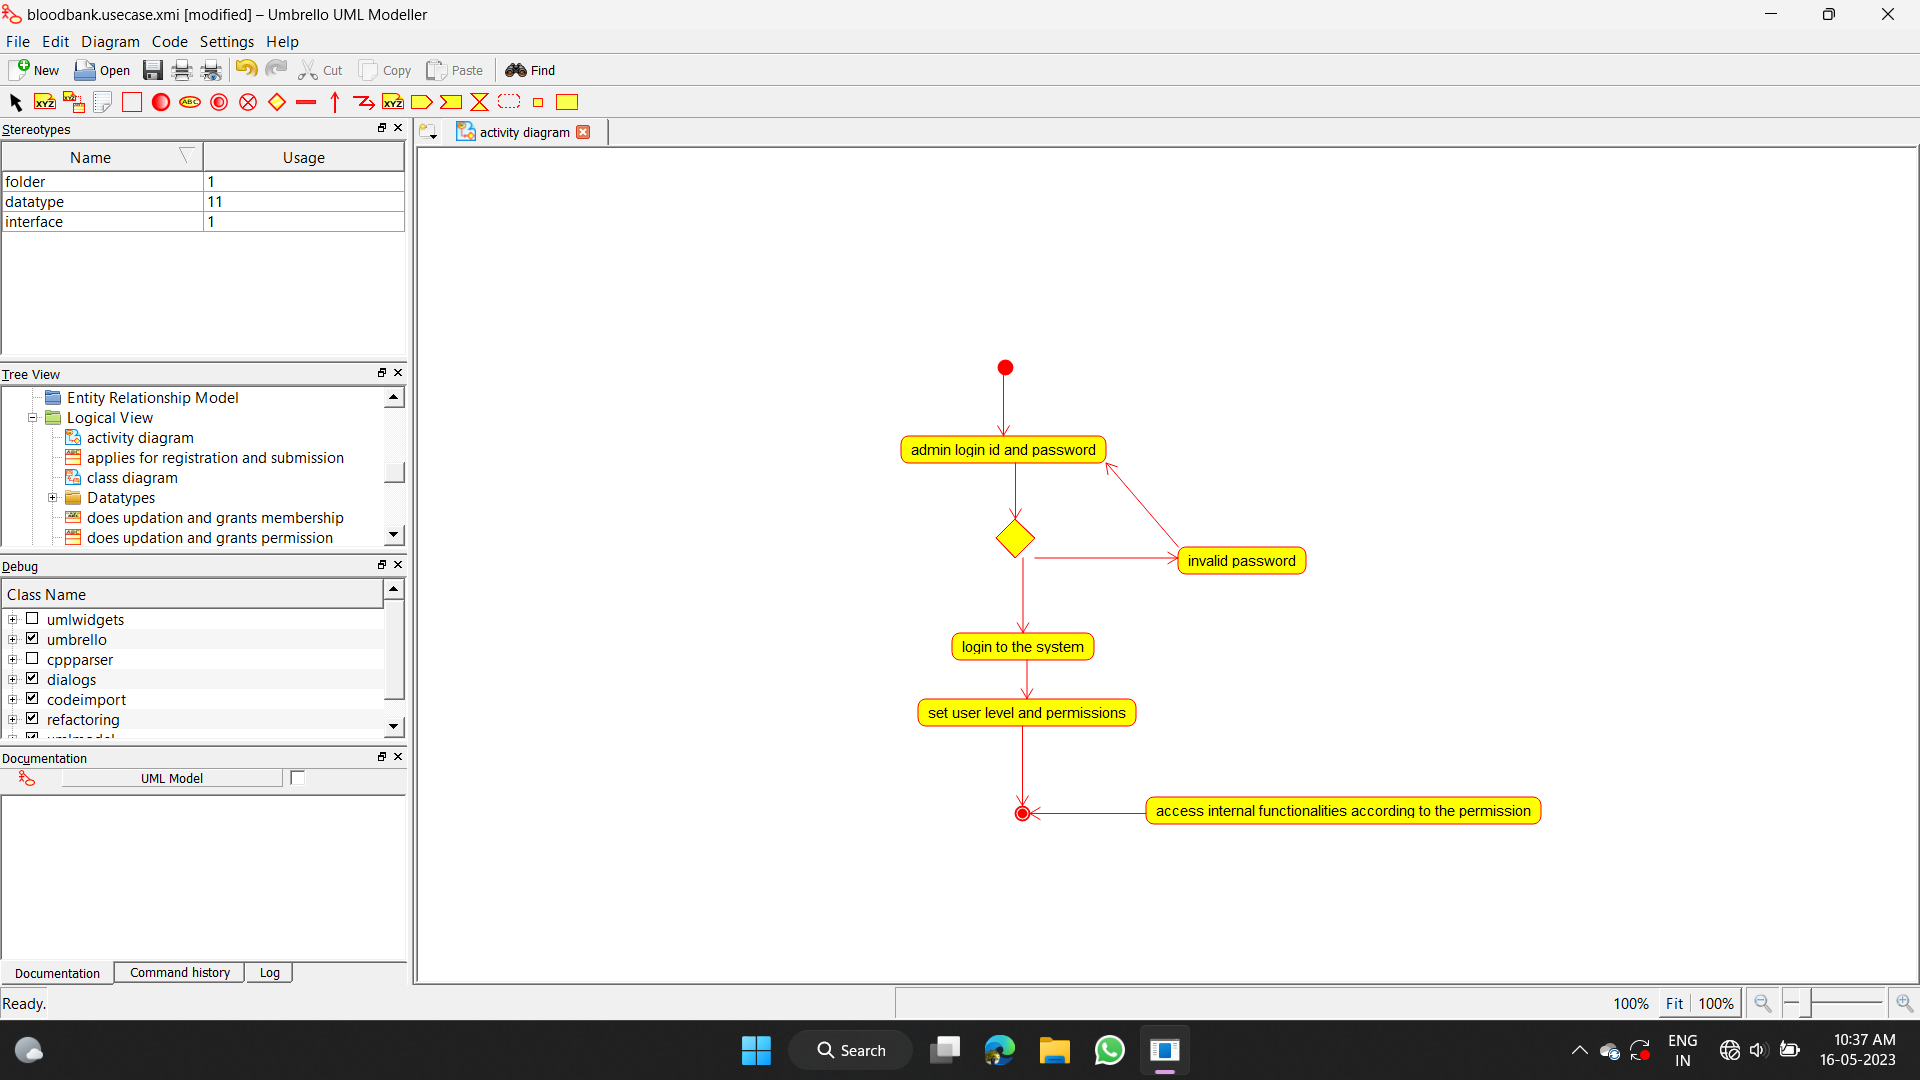 bloodbank.usecase.xmi [modified] – Umbrello UML Modeller
File Edit Diagram Code Settings Help
New Open Cut Copy Paste Find
XYZ XYZ ABC XYZ
Stereotypes
activity diagram
Name Usage
folder 1
datatype 11
interface 1
Tree View
Entity Relationship Model
Logical View
activity diagram
applies for registration and submission
class diagram
Datatypes
does updation and grants membership
does updation and grants permission
Debug
Class Name
umlwidgets
umbrello
cppparser
dialogs
codeimport
refactoring
Documentation
UML Model
Documentation Command history Log
admin login id and password
invalid password
login to the system
set user level and permissions
access internal functionalities according to the permission
Ready.
100% Fit 100%
Search
ENG
IN
10:37 AM
16-05-2023